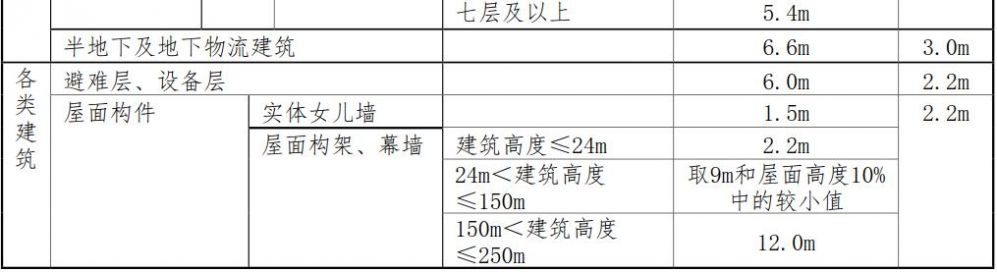 七层及以上 5.4m
半地下及地下物流建筑 6.6m 3.0m
各类建筑
避难层、设备层 6.0m 2.2m
屋面构件 实体女儿墙 1.5m 2.2m
屋面构架、幕墙 建筑高度≤24m 2.2m
24m＜建筑高度
≤150m
取9m和屋面高度10%
中的较小值
150m＜建筑高度
≤250m
12.0m